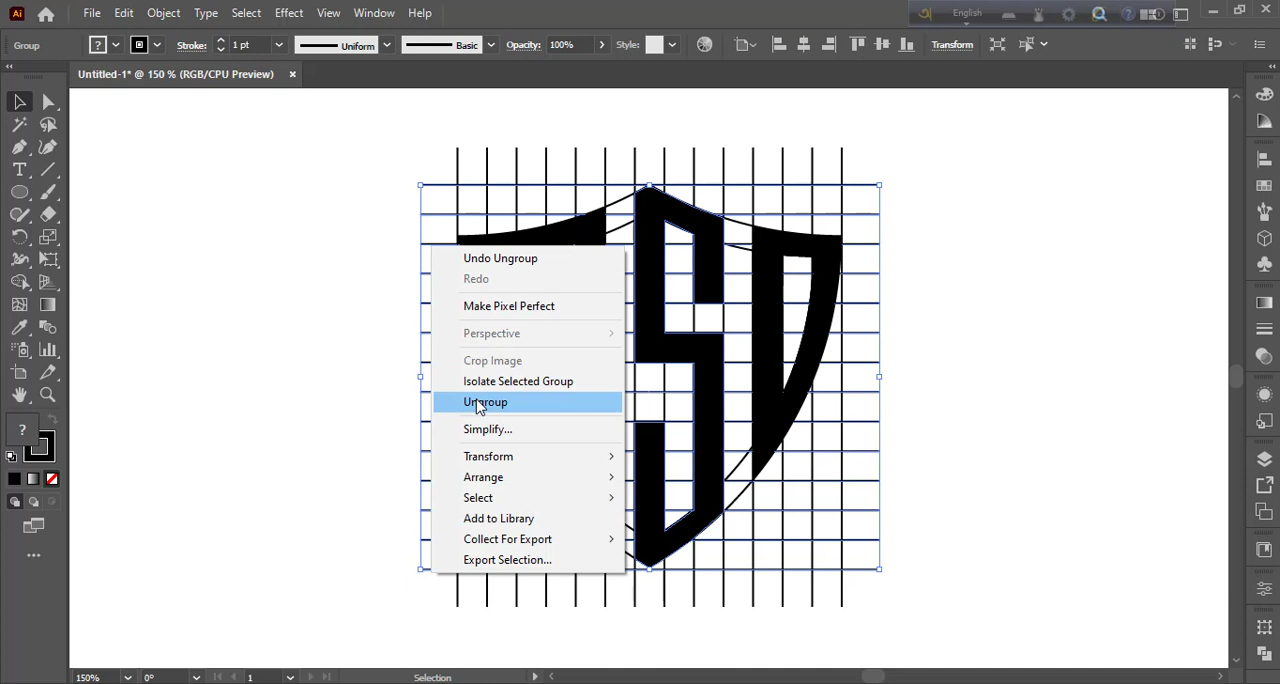 Ai File Edit Object Type Select Effect View Window Help English
Group ? Stroke: 1 pt Uniform Basic Opacity: 100% Style: Transform
Untitled-1* @ 150 % (RGB/CPU Preview) ×
Undo Ungroup
Redo
Make Pixel Perfect
Perspective
Crop Image
Isolate Selected Group
Ungroup
Simplify...
Transform
Arrange
Select
Add to Library
Collect For Export
Export Selection...
?
150% 0° 1 Selection